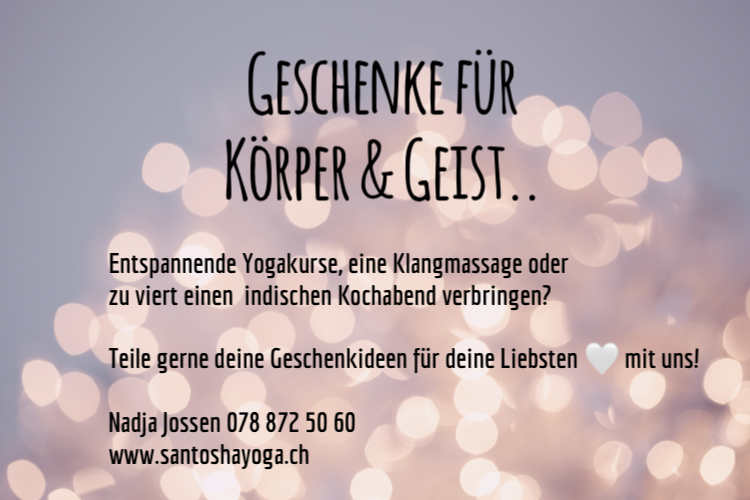 Geschenke für
Körper & Geist..
Entspannende Yogakurse, eine Klangmassage oder
zu viert einen indischen Kochabend verbringen?
Teile gerne deine Geschenkideen für deine Liebsten 🤍 mit uns!
Nadja Jossen 078 872 50 60
www.santoshayoga.ch